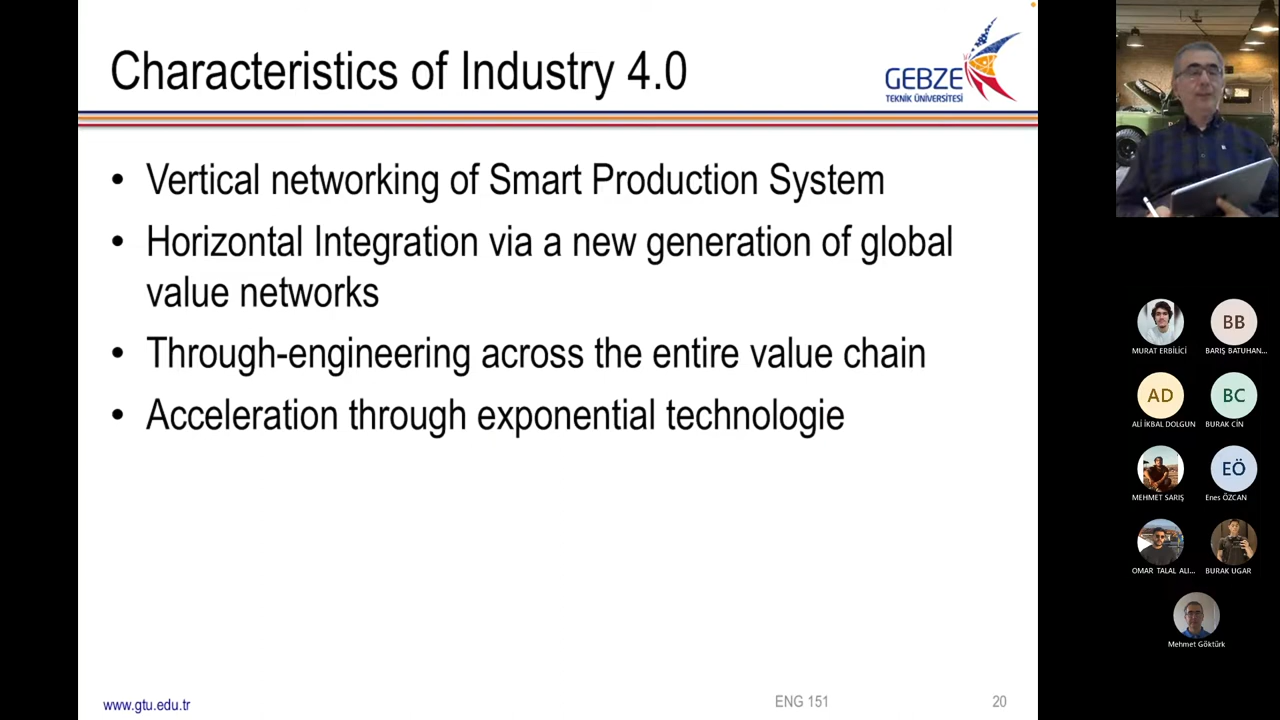 Characteristics of Industry 4.0
GEBZE
TEKNİK ÜNİVERSİTESİ
• Vertical networking of Smart Production System
• Horizontal Integration via a new generation of global
value networks
• Through-engineering across the entire value chain
• Acceleration through exponential technologie
www.gtu.edu.tr
ENG 151
20
MURAT ERBİLİCİ
BB
BARIŞ BATUHAN...
AD
ALİ İKBAL DOLGUN
BC
BURAK CİN
MEHMET SARIŞ
EÖ
Enes ÖZCAN
OMAR TALAL ALI...
BURAK UGAR
Mehmet Göktürk